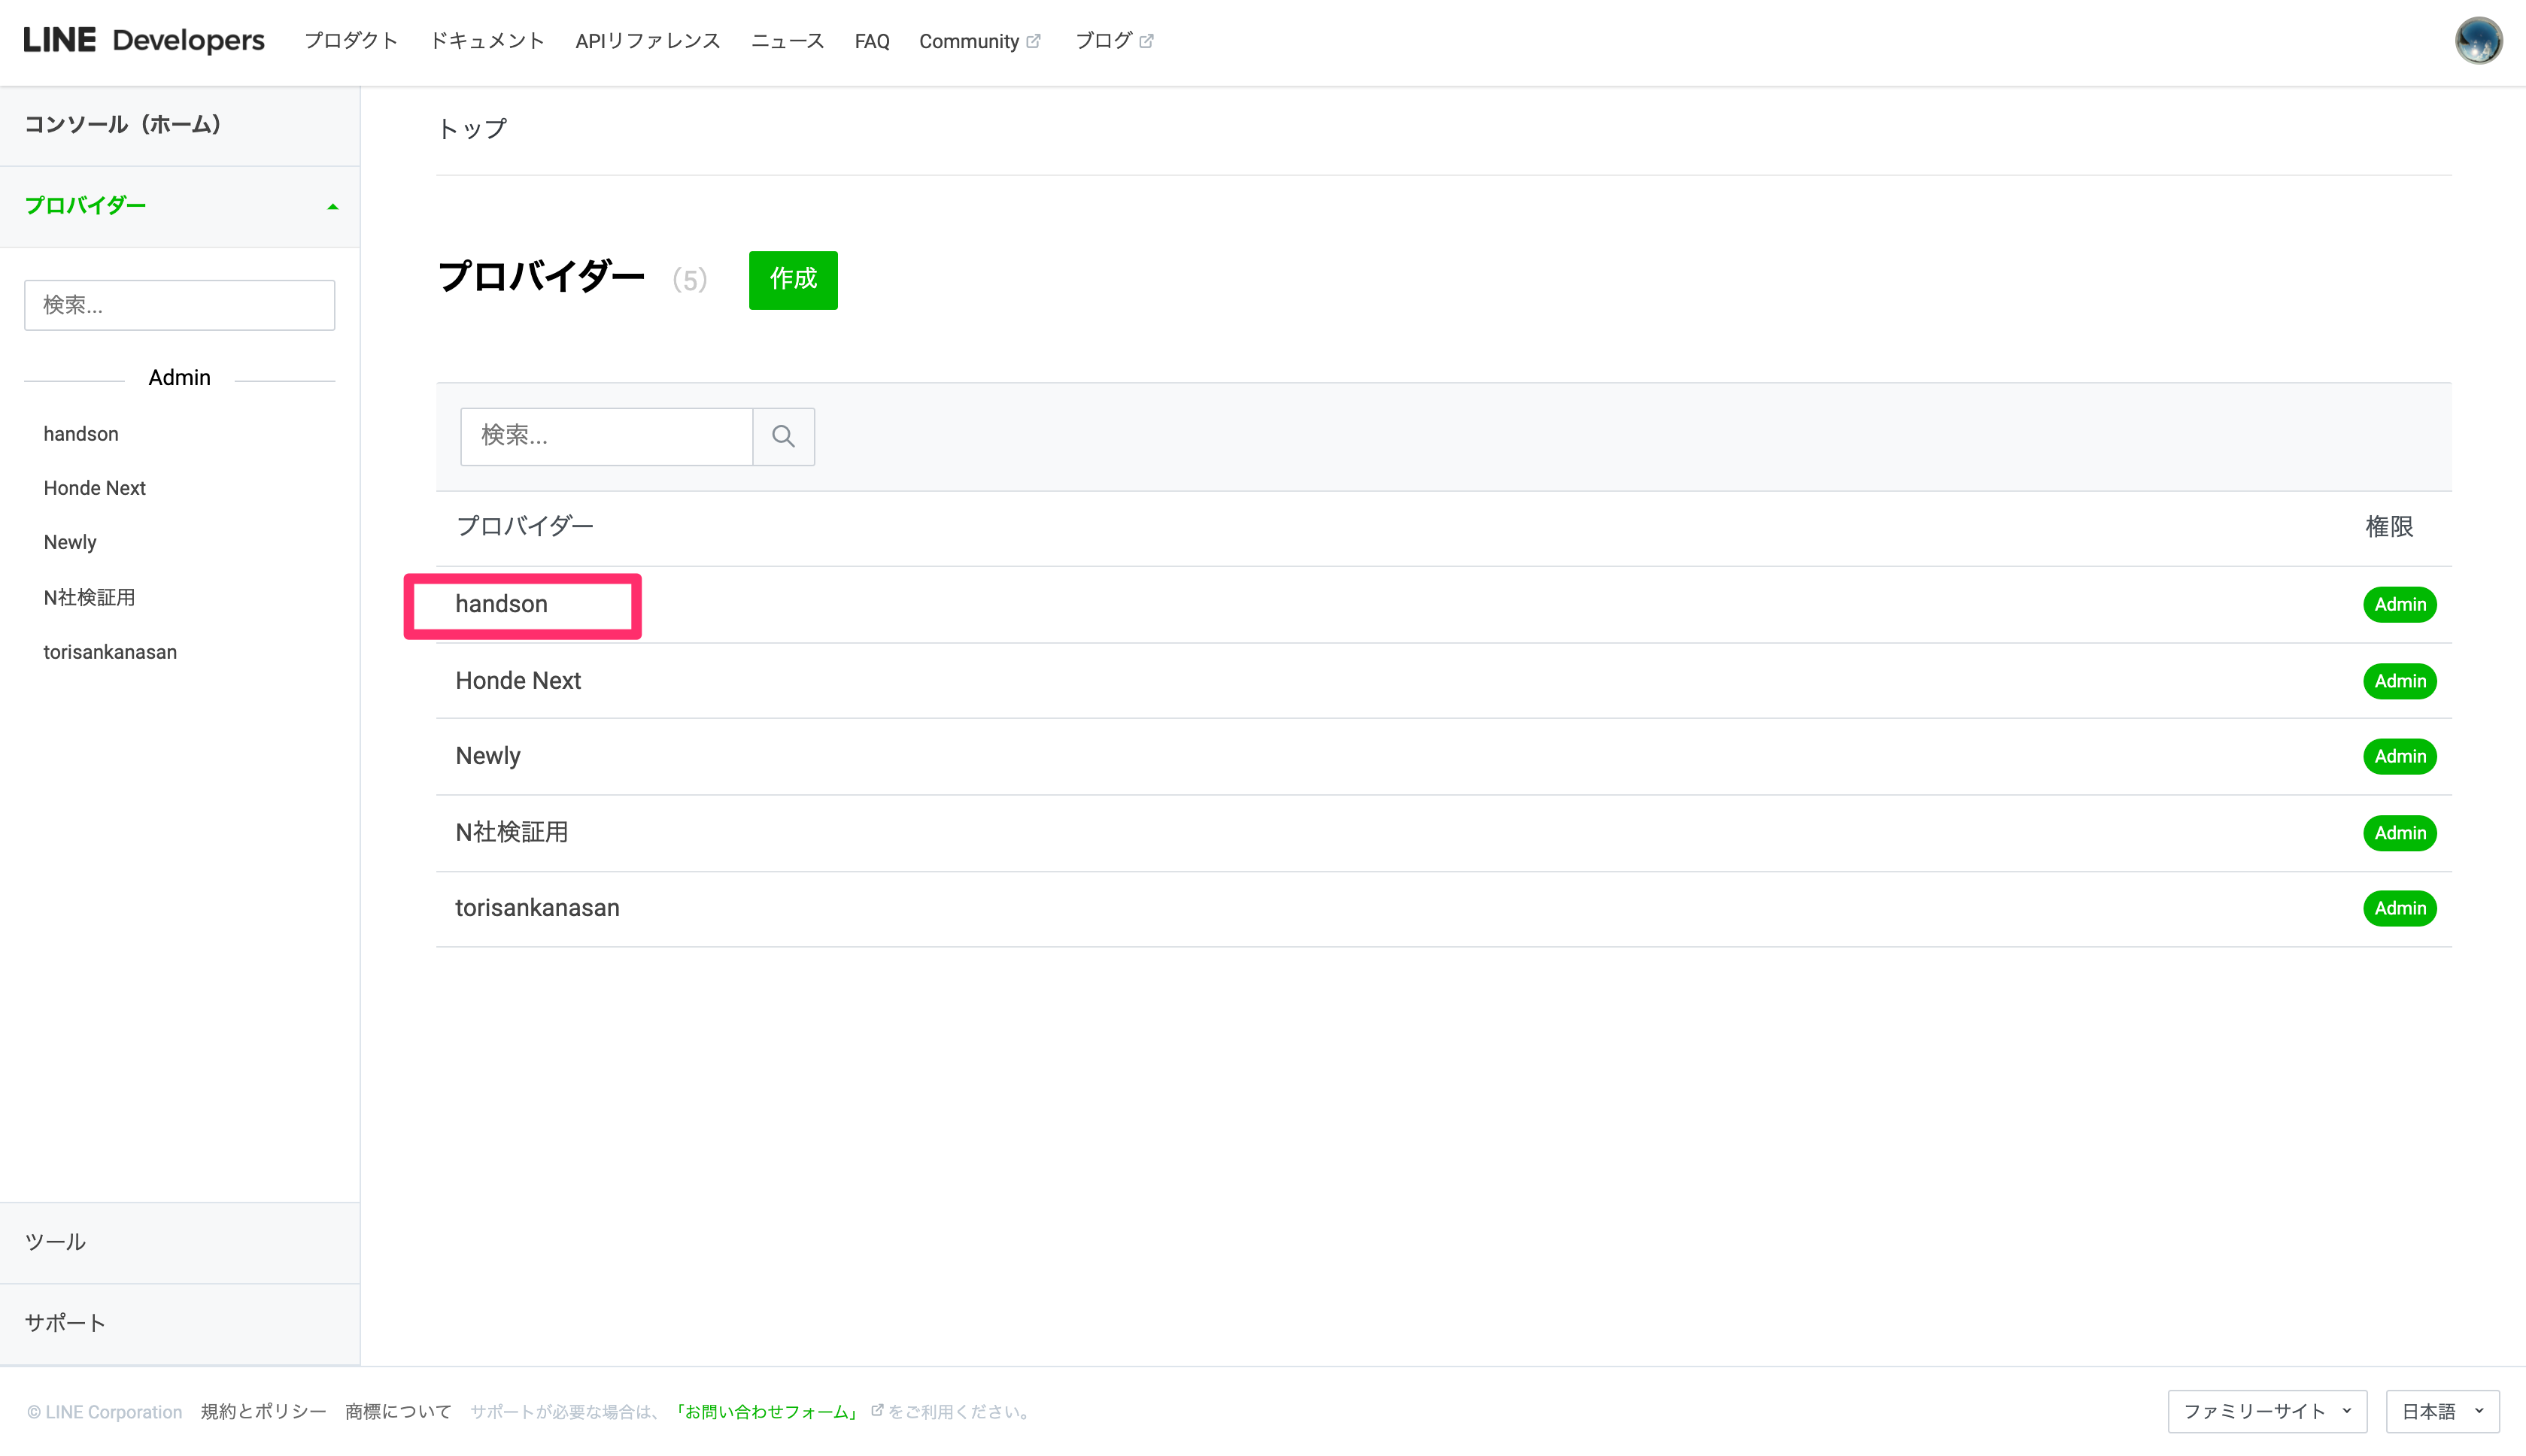 LINE Developers プロダクト ドキュメント APIリファレンス ニュース FAQ Community ブログ
コンソール（ホーム）
プロバイダー
検索...
Admin
handson
Honde Next
Newly
N社検証用
torisankanasan
ツール
サポート
トップ
プロバイダー （5） 作成
検索...
プロバイダー 権限
handson Admin
Honde Next Admin
Newly Admin
N社検証用 Admin
torisankanasan Admin
© LINE Corporation 規約とポリシー 商標について サポートが必要な場合は、「お問い合わせフォーム」 をご利用ください。 ファミリーサイト 日本語